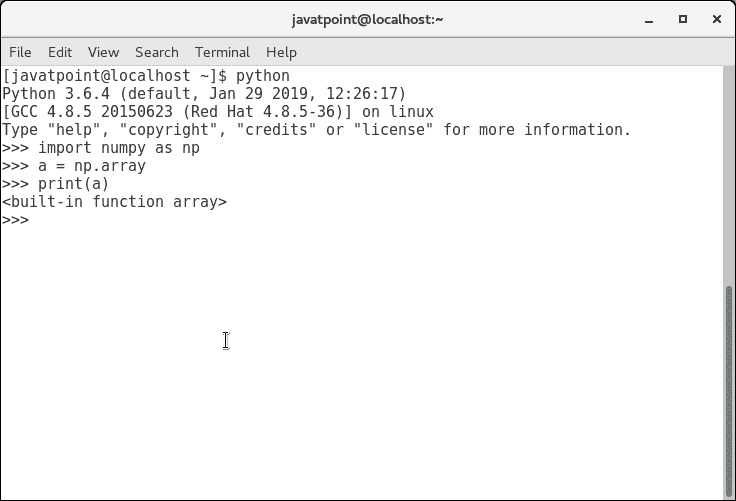 javatpoint@localhost:~
File Edit View Search Terminal Help
[javatpoint@localhost ~]$ python
Python 3.6.4 (default, Jan 29 2019, 12:26:17)
[GCC 4.8.5 20150623 (Red Hat 4.8.5-36)] on linux
Type "help", "copyright", "credits" or "license" for more information.
>>> import numpy as np
>>> a = np.array
>>> print(a)
<built-in function array>
>>>